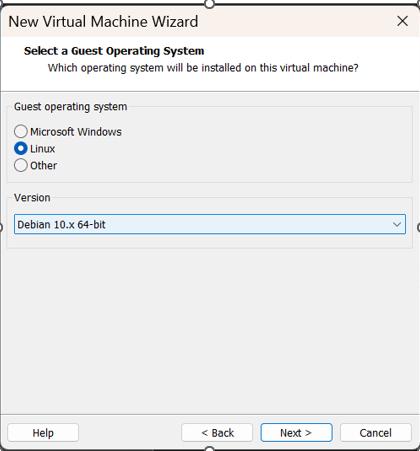 New Virtual Machine Wizard
Select a Guest Operating System
Which operating system will be installed on this virtual machine?
Guest operating system
Microsoft Windows
Linux
Other
Version
Debian 10.x 64-bit
Help
< Back
Next >
Cancel